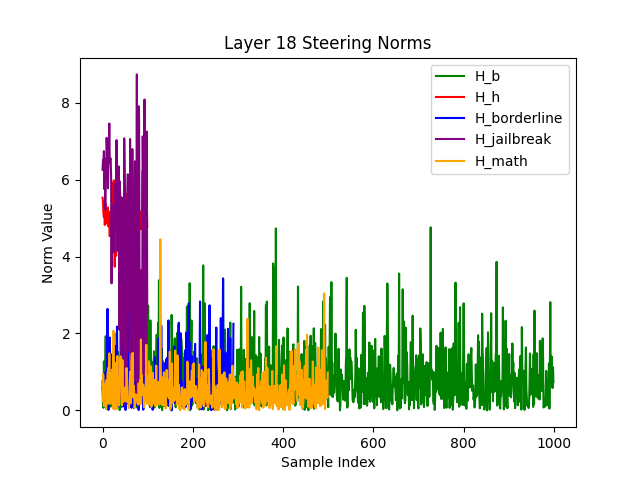 Layer 18 Steering Norms
H_b
H_h
H_borderline
H_jailbreak
H_math
8
6
4
2
0
Norm Value
0 200 400 600 800 1000
Sample Index